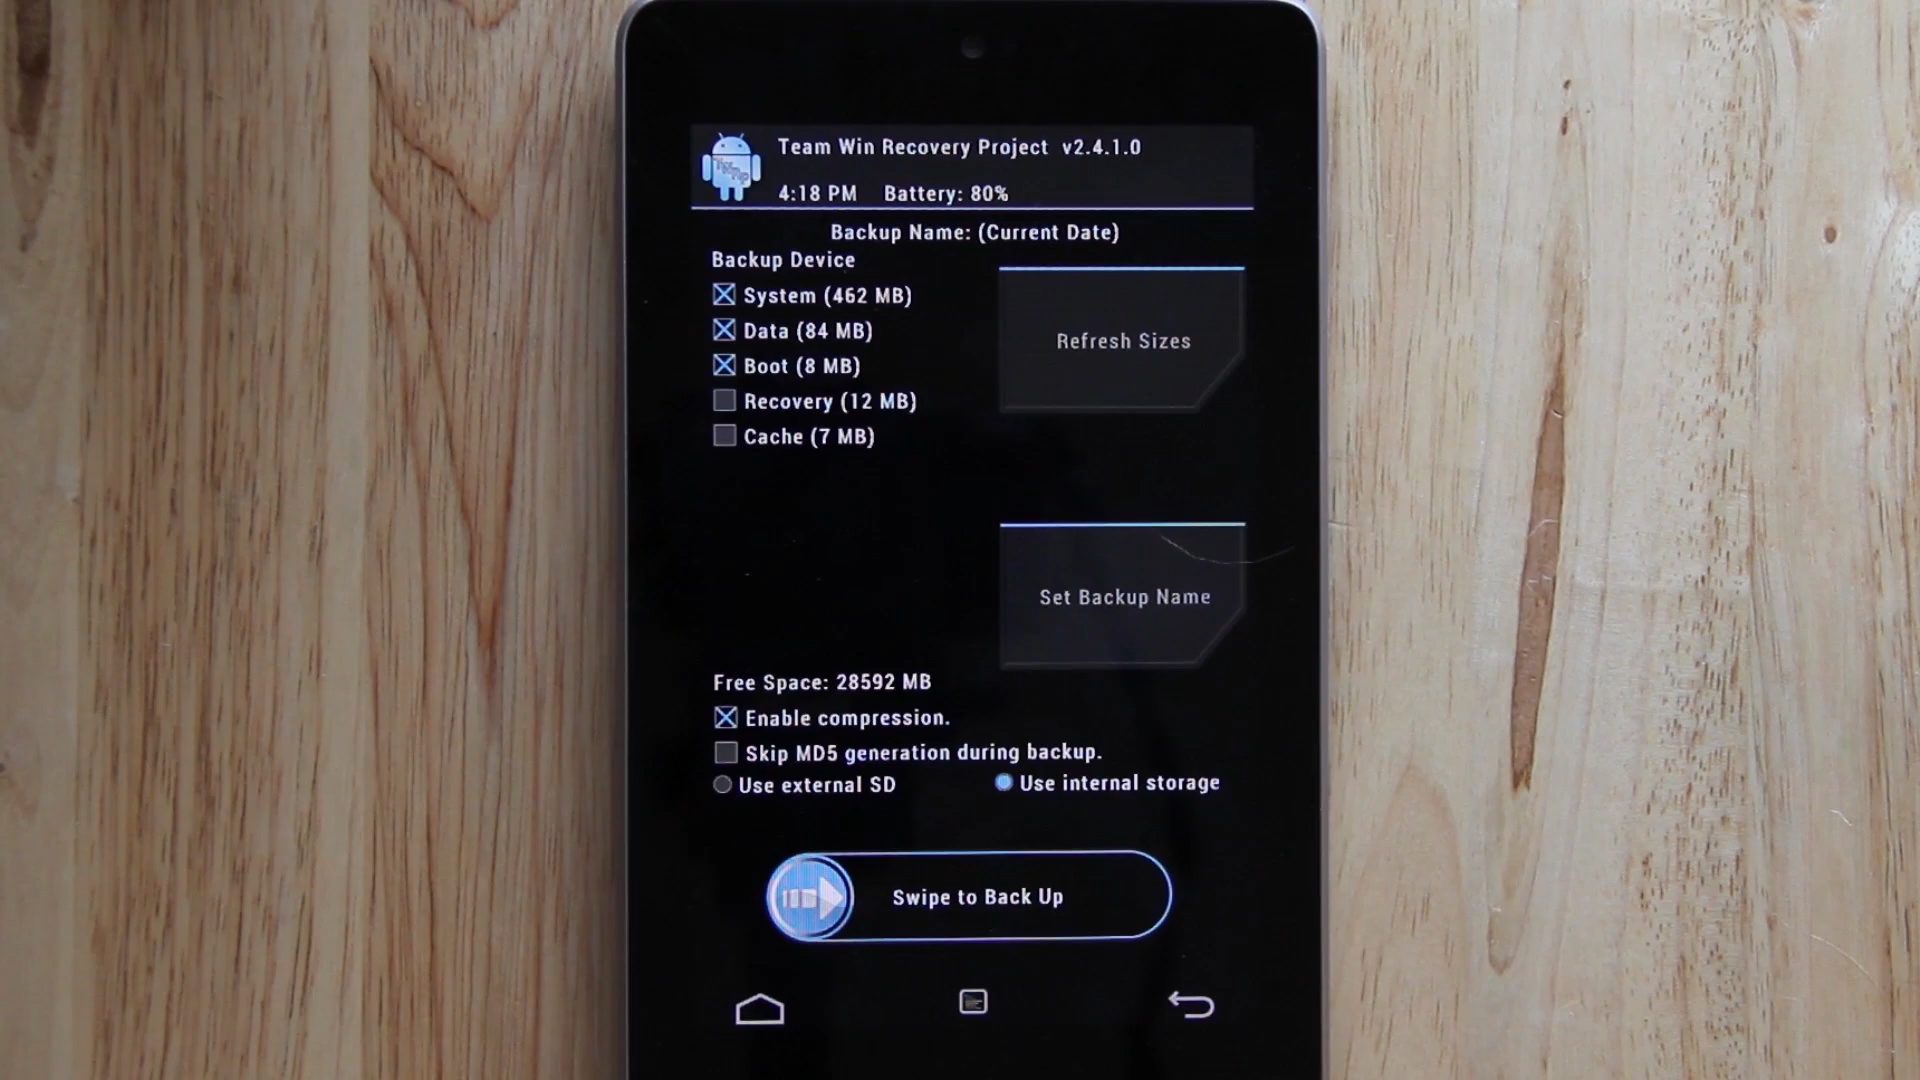 Team Win Recovery Project v2.4.1.0
4:18 PM Battery: 80%
Backup Name: (Current Date)
Backup Device
System (462 MB)
Data (84 MB)
Boot (8 MB)
Recovery (12 MB)
Cache (7 MB)
Refresh Sizes
Set Backup Name
Free Space: 28592 MB
Enable compression.
Skip MD5 generation during backup.
Use external SD Use internal storage
Swipe to Back Up